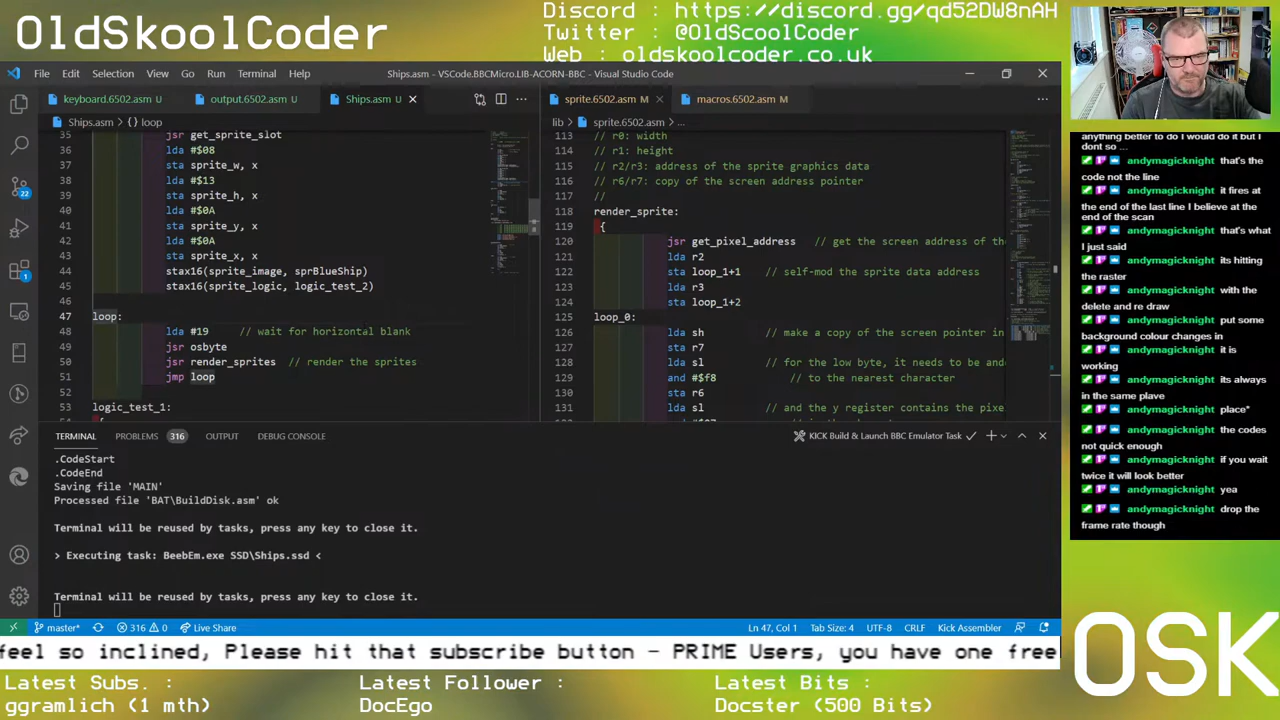 OldSkoolCoder
Discord : https://discord.gg/qd52DW8nAH
Twitter : @OldScoolCoder
Web : oldskoolcoder.co.uk
File Edit Selection View Go Run Terminal Help
Ships.asm - VSCode.BBCMicro.LIB-ACORN-BBC - Visual Studio Code
keyboard.6502.asm U
output.6502.asm U
Ships.asm U
Ships.asm > {} loop
35 jsr get_sprite_slot
36 lda #$08
37 sta sprite_w, x
38 lda #$13
39 sta sprite_h, x
40 lda #$0A
41 sta sprite_y, x
42 lda #$0A
43 sta sprite_x, x
44 stax16(sprite_image, sprBlueShip)
45 stax16(sprite_logic, logic_test_2)
46
47 loop:
48 lda #19 // wait for horizontal blank
49 jsr osbyte
50 jsr render_sprites // render the sprites
51 jmp loop
52
53 logic_test_1:
sprite.6502.asm M
macros.6502.asm M
lib > sprite.6502.asm ...
113 // r0: width
114 // r1: height
115 // r2/r3: address of the sprite graphics data
116 // r6/r7: copy of the screen address pointer
117 //
118 render_sprite:
119 {
120 jsr get_pixel_address // get the screen address of the
121 lda r2
122 sta loop_1+1 // self-mod the sprite data address
123 lda r3
124 sta loop_1+2
125 loop_0:
126 lda sh // make a copy of the screen pointer in
127 sta r7
128 lda sl // for the low byte, it needs to be and
129 and #$f8 // to the nearest character
130 sta r6
131 lda sl // and the y register contains the pixe
TERMINAL PROBLEMS 316 OUTPUT DEBUG CONSOLE
KICK Build & Launch BBC Emulator Task
.CodeStart
.CodeEnd
Saving file 'MAIN'
Processed file 'BAT\BuildDisk.asm' ok
Terminal will be reused by tasks, press any key to close it.
> Executing task: BeebEm.exe SSD\Ships.ssd <
Terminal will be reused by tasks, press any key to close it.
22
1
master* 316 0 Live Share
Ln 47, Col 1 Tab Size: 4 UTF-8 CRLF Kick Assembler
anything better to do I would do it but I
dont so ...
andymagicknight that's the
code not the line
andymagicknight it fires at
the end of the last line I believe at the
end of the scan
andymagicknight that's what
I just said
andymagicknight its hitting
the raster
andymagicknight with the
delete and re draw
andymagicknight put some
background colour changes in
andymagicknight it is
working
andymagicknight its always
in the same plave
andymagicknight place*
andymagicknight the codes
not quick enough
andymagicknight if you wait
twice it will look better
andymagicknight yea
andymagicknight drop the
frame rate though
OSK
feel so inclined, Please hit that subscribe button - PRIME Users, you have one free
Latest Subs. :
ggramlich (1 mth)
Latest Follower :
DocEgo
Latest Bits :
Docster (500 Bits)